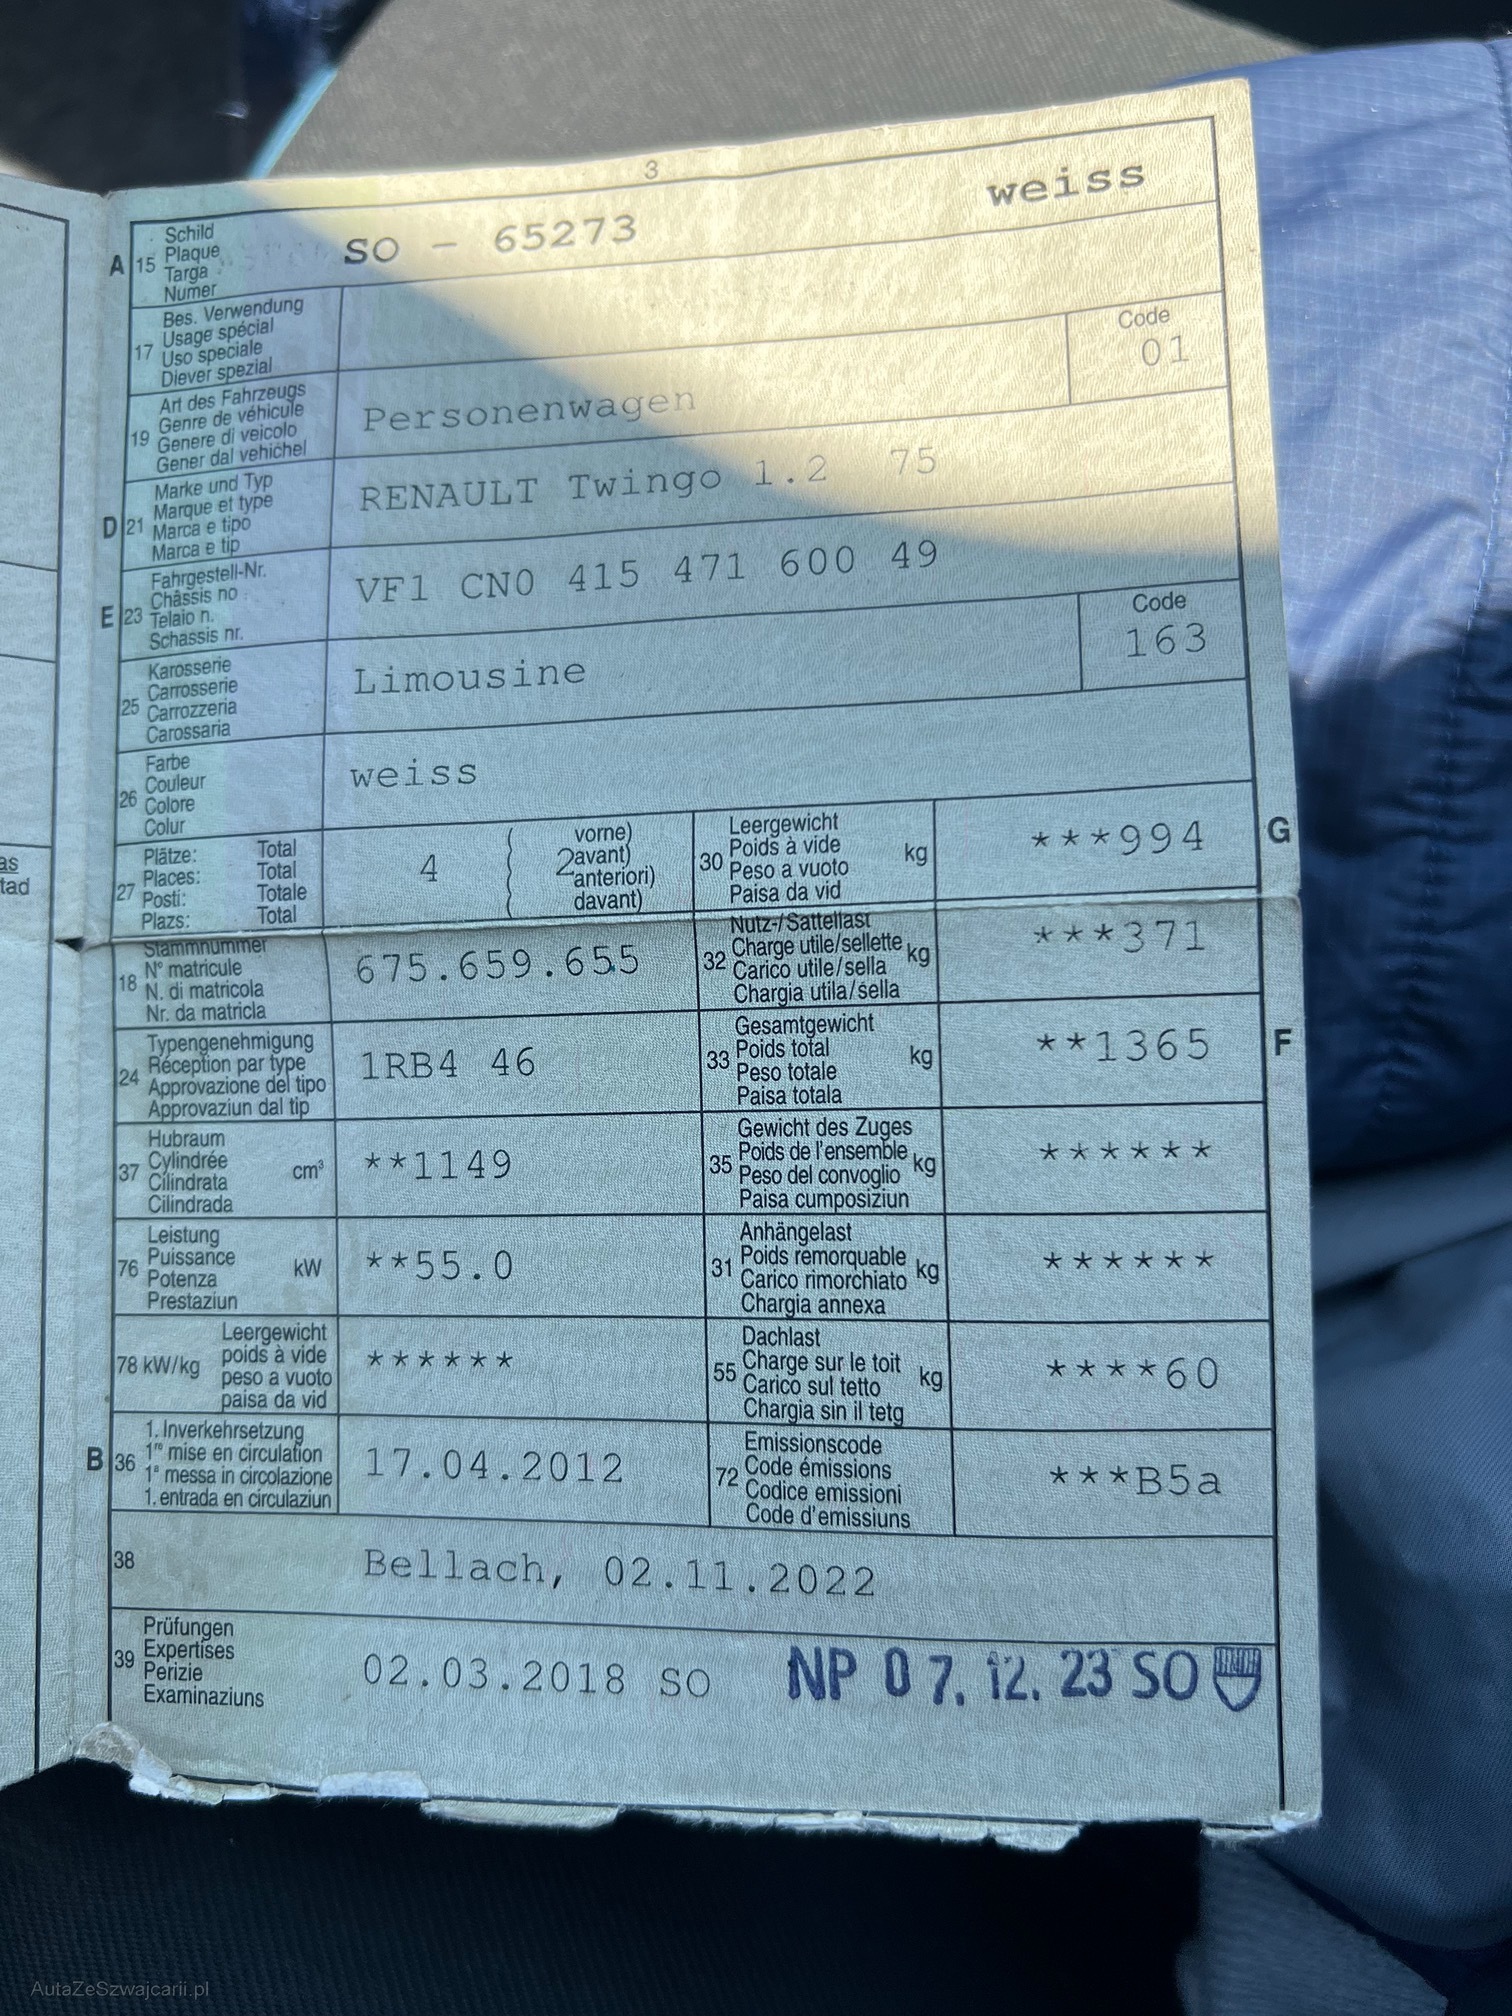 3
A 15 Schild
Plaque
Targa
Numer
SO - 65273 weiss
17 Bes. Verwendung
Usage spécial
Uso speciale
Diever spezial
19 Art des Fahrzeugs
Genre de véhicule
Genere di veicolo
Gener dal vehichel
Personenwagen
Code
01
D 21 Marke und Typ
Marque et type
Marca e tipo
Marca e tip
RENAULT Twingo 1.2 75
E 23 Fahrgestell-Nr.
Châssis no
Telaio n.
Schassis nr.
VF1 CN0 415 471 600 49
25 Karosserie
Carrosserie
Carrozzeria
Carossaria
Limousine
Code
163
26 Farbe
Couleur
Colore
Colur
weiss
27 Plätze: Total
Places: Total
Posti: Totale
Plazs: Total
4
2
vorne)
avant)
anteriori)
davant)
30 Leergewicht
Poids à vide
Peso a vuoto
Paisa da vid
kg
***994
G
18 Stammnummer
N° matricule
N. di matricola
Nr. da matricla
675.659.655
32 Nutz-/Sattellast
Charge utile/sellette
Carico utile/sella
Chargia utila/sella
kg
***371
24 Typengenehmigung
Réception par type
Approvazione del tipo
Approvaziun dal tip
1RB4 46
33 Gesamtgewicht
Poids total
Peso totale
Paisa totala
kg
**1365
F
37 Hubraum
Cylindrée
Cilindrata
Cilindrada
cm³
**1149
35 Gewicht des Zuges
Poids de l'ensemble
Peso del convoglio
Paisa cumposiziun
kg
******
76 Leistung
Puissance
Potenza
Prestaziun
kW
**55.0
31 Anhängelast
Poids remorquable
Carico rimorchiato
Chargia annexa
kg
******
78 kW/kg
Leergewicht
poids à vide
peso a vuoto
paisa da vid
******
55 Dachlast
Charge sur le toit
Carico sul tetto
Chargia sin il tetg
kg
****60
B 36 1. Inverkehrsetzung
1re mise en circulation
1a messa in circolazione
1. entrada en circulaziun
17.04.2012
72 Emissionscode
Code émissions
Codice emissioni
Code d'emissiuns
***B5a
38 Bellach, 02.11.2022
39 Prüfungen
Expertises
Perizie
Examinaziuns
02.03.2018 SO
NP 07.12.23 SO
as
tad
AutaZeSzwajcarii.pl